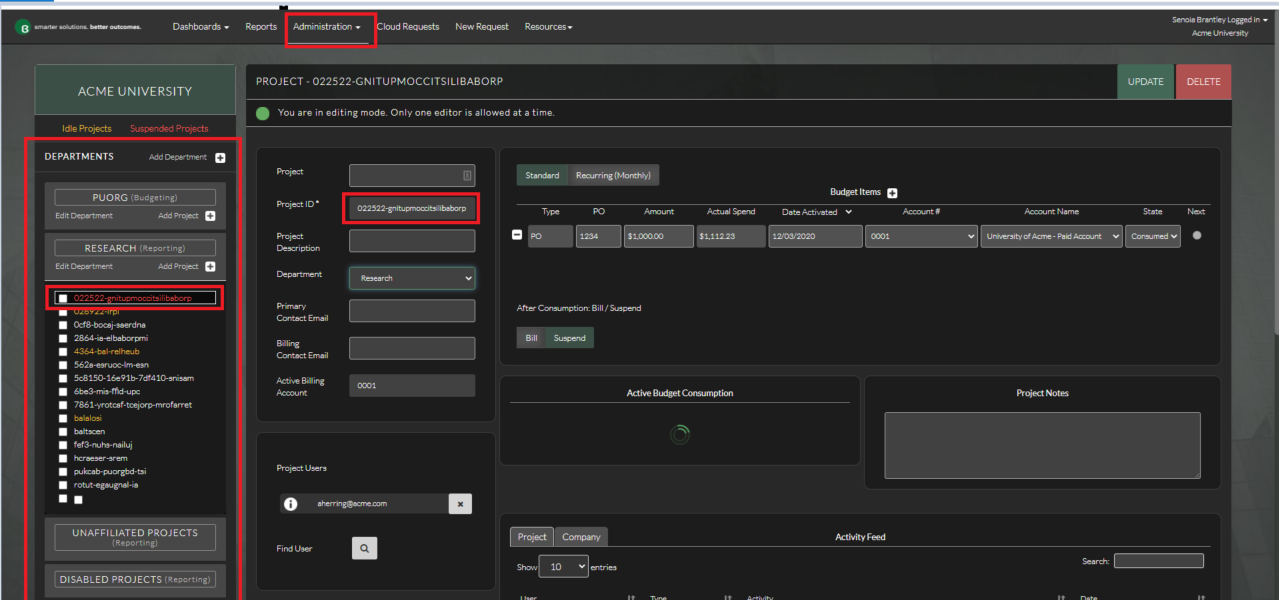 smarter solutions. better outcomes.
Dashboards
Reports
Administration
Cloud Requests
New Request
Resources
Senoia Brantley Logged in
Acme University
ACME UNIVERSITY
Idle Projects Suspended Projects
DEPARTMENTS Add Department
PUORG (Budgeting)
Edit Department Add Project
RESEARCH (Reporting)
Edit Department Add Project
022522-gnitupmoccitsilibaborp
028922-lrpi
0cf8-bocaj-saerdna
2864-ia-elbaborpmi
4364-bal-relheub
562a-esruoc-lm-esn
5c8150-16e91b-7df410-snisam
6be3-mis-ffid-upc
7861-yrotcaf-tcejorp-mrofarret
balalosi
baltscen
fef3-nuhs-nailuj
hcraeser-srem
pukcab-puorgbd-tsi
rotut-egaugnal-ia
UNAFFILIATED PROJECTS
(Reporting)
DISABLED PROJECTS (Reporting)
PROJECT - 022522-GNITUPMOCCITSILIBABORP
UPDATE
DELETE
You are in editing mode. Only one editor is allowed at a time.
Project
Project ID * 022522-gnitupmoccitsilibaborp
Project
Description
Department Research
Primary
Contact Email
Billing
Contact Email
Active Billing
Account
0001
Project Users
aherring@acme.com
Find User
Standard Recurring (Monthly)
Budget Items
Type PO Amount Actual Spend Date Activated Account # Account Name State Next
PO 1234 $1,000.00 $1,112.23 12/03/2020 0001 University of Acme - Paid Account Consumed
After Consumption: Bill / Suspend
Bill Suspend
Active Budget Consumption
Project Notes
Project Company
Activity Feed
Show 10 entries
Search:
User Type Activity Date